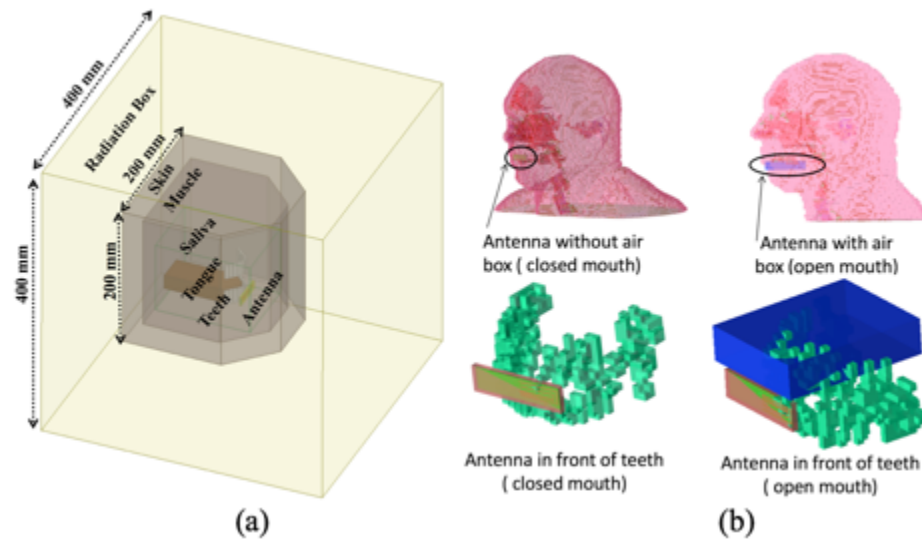 400 mm
Radiation Box
200 mm
Skin
Muscle
400 mm
200 mm
Saliva
Tongue
Teeth
Antenna
(a)
Antenna without air
box ( closed mouth)
Antenna with air
box (open mouth)
Antenna in front of teeth
( closed mouth)
Antenna in front of teeth
( open mouth)
(b)